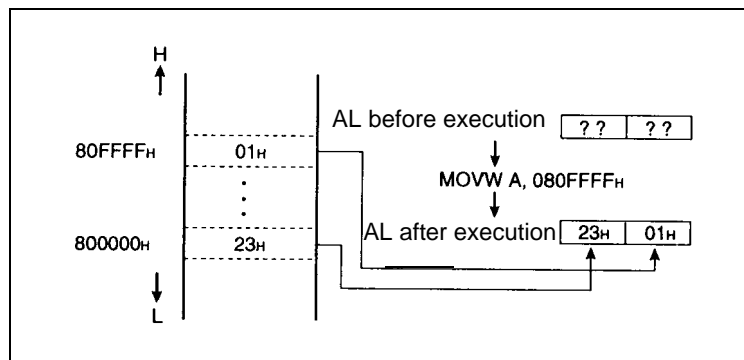 H
AL before execution ? ? ? ?
80FFFFH 01H
MOVW A, 080FFFFH
AL after execution 23H 01H
800000H 23H
L